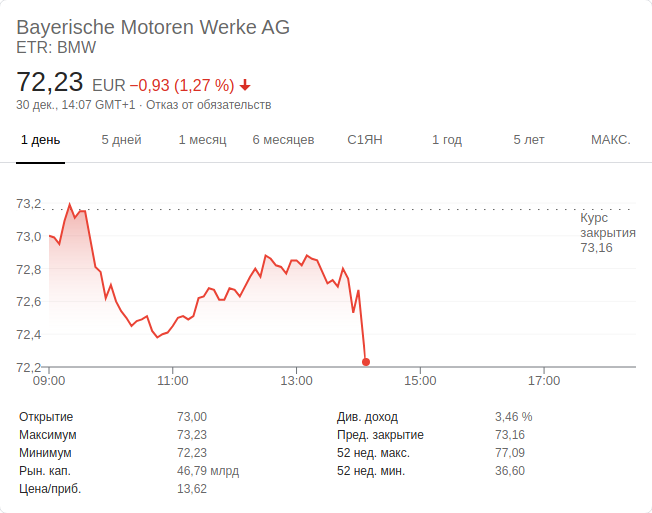 Bayerische Motoren Werke AG
ETR: BMW
72,23 EUR −0,93 (1,27 %)
30 дек., 14:07 GMT+1 · Отказ от обязательств
1 день 5 дней 1 месяц 6 месяцев С1ЯН 1 год 5 лет МАКС.
73,2
Курс
закрытия
73,16
73,0
72,8
72,6
72,4
72,2
09:00 11:00 13:00 15:00 17:00
Открытие 73,00 Див. доход 3,46 %
Максимум 73,23 Пред. закрытие 73,16
Минимум 72,23 52 нед. макс. 77,09
Рын. кап. 46,79 млрд 52 нед. мин. 36,60
Цена/приб. 13,62